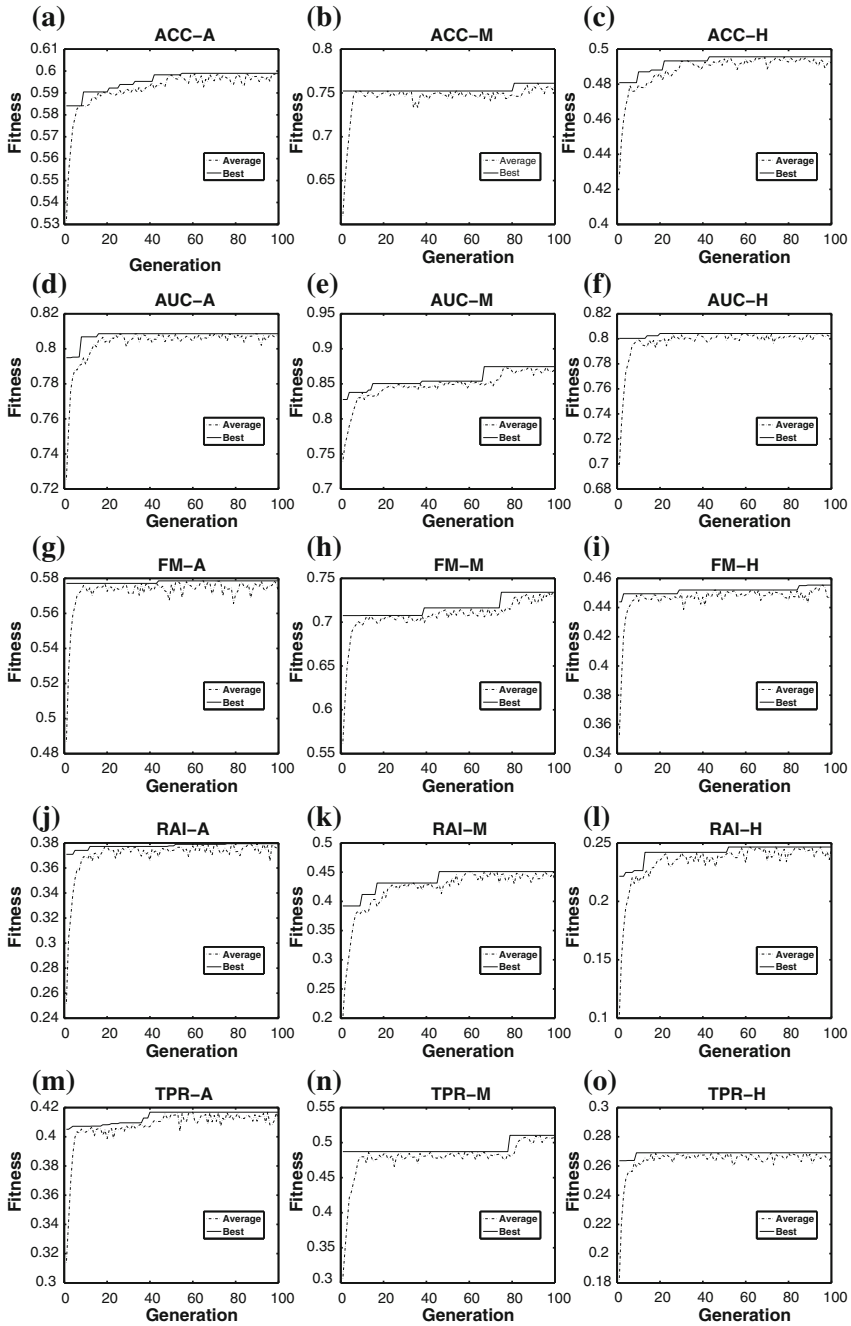 (a)
ACC−A
0.61
0.6
0.59
0.58
0.57
0.56
0.55
0.54
0.53
0 20 40 60 80 100
Fitness
Generation
Average
Best
(b)
ACC−M
0.8
0.75
0.7
0.65
0 20 40 60 80 100
Fitness
Generation
Average
Best
(c)
ACC−H
0.5
0.48
0.46
0.44
0.42
0.4
0 20 40 60 80 100
Fitness
Generation
Average
Best
(d)
AUC−A
0.82
0.8
0.78
0.76
0.74
0.72
0 20 40 60 80 100
Fitness
Generation
Average
Best
(e)
AUC−M
0.95
0.9
0.85
0.8
0.75
0.7
0 20 40 60 80 100
Fitness
Generation
Average
Best
(f)
AUC−H
0.82
0.8
0.78
0.76
0.74
0.72
0.7
0.68
0 20 40 60 80 100
Fitness
Generation
Average
Best
(g)
FM−A
0.58
0.56
0.54
0.52
0.5
0.48
0 20 40 60 80 100
Fitness
Generation
Average
Best
(h)
FM−M
0.75
0.7
0.65
0.6
0.55
0 20 40 60 80 100
Fitness
Generation
Average
Best
(i)
FM−H
0.46
0.44
0.42
0.4
0.38
0.36
0.34
0 20 40 60 80 100
Fitness
Generation
Average
Best
(j)
RAI−A
0.38
0.36
0.34
0.32
0.3
0.28
0.26
0.24
0 20 40 60 80 100
Fitness
Generation
Average
Best
(k)
RAI−M
0.5
0.45
0.4
0.35
0.3
0.25
0.2
0 20 40 60 80 100
Fitness
Generation
Average
Best
(l)
RAI−H
0.25
0.2
0.15
0.1
0 20 40 60 80 100
Fitness
Generation
Average
Best
(m)
TPR−A
0.42
0.4
0.38
0.36
0.34
0.32
0.3
0 20 40 60 80 100
Fitness
Generation
Average
Best
(n)
TPR−M
0.55
0.5
0.45
0.4
0.35
0.3
0 20 40 60 80 100
Fitness
Generation
Average
Best
(o)
TPR−H
0.3
0.28
0.26
0.24
0.22
0.2
0.18
0 20 40 60 80 100
Fitness
Generation
Average
Best